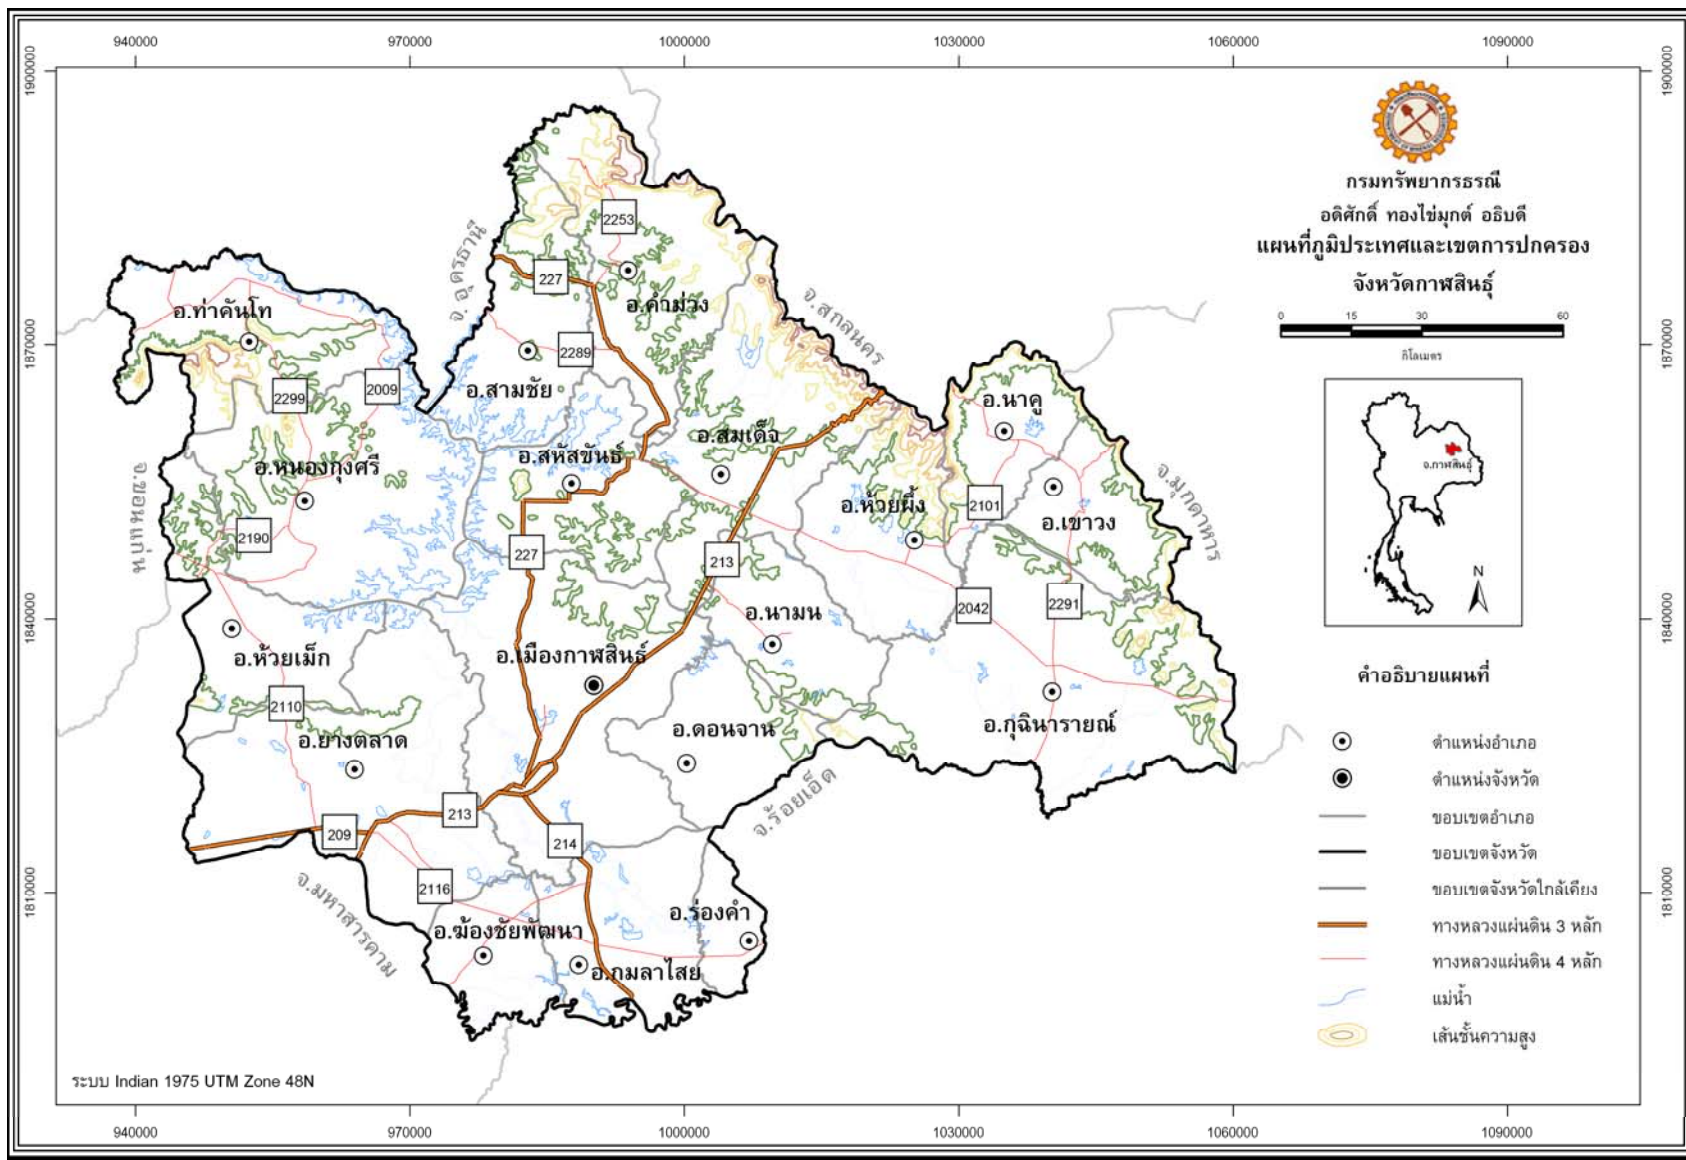 940000 970000 1000000 1030000 1060000 1090000
1900000 1900000
1870000 1870000
1840000 1840000
1810000 1810000
กรมทรัพยากรธรณี
อดิศักดิ์ ทองไข่มุกต์ อธิบดี
แผนที่ภูมิประเทศและเขตการปกครอง
จังหวัดกาฬสินธุ์
0 15 30 60
กิโลเมตร
จ.กาฬสินธุ์
N
คำอธิบายแผนที่
ตำแหน่งอำเภอ
ตำแหน่งจังหวัด
ขอบเขตอำเภอ
ขอบเขตจังหวัด
ขอบเขตจังหวัดใกล้เคียง
ทางหลวงแผ่นดิน 3 หลัก
ทางหลวงแผ่นดิน 4 หลัก
แม่น้ำ
เส้นชั้นความสูง
2253
จ.อุดรธานี
227
อ.คำม่วง
จ.สกลนคร
อ.ท่าคันโท
2289
2009
2299
อ.สามชัย
อ.นาคู
อ.สมเด็จ
อ.สหัสขันธ์
อ.หนองกุงศรี
จ.ขอนแก่น
จ.มุกดาหาร
อ.ห้วยผึ้ง
2101
อ.เขาวง
2190
227
213
2042
2291
อ.นามน
อ.ห้วยเม็ก
อ.เมืองกาฬสินธุ์
2110
อ.ดอนจาน
อ.กุฉินารายณ์
อ.ยางตลาด
จ.ร้อยเอ็ด
213
209
214
2116
จ.มหาสารคาม
อ.ร่องคำ
อ.ฆ้องชัยพัฒนา
อ.กมลาไสย
ระบบ Indian 1975 UTM Zone 48N
940000 970000 1000000 1030000 1060000 1090000